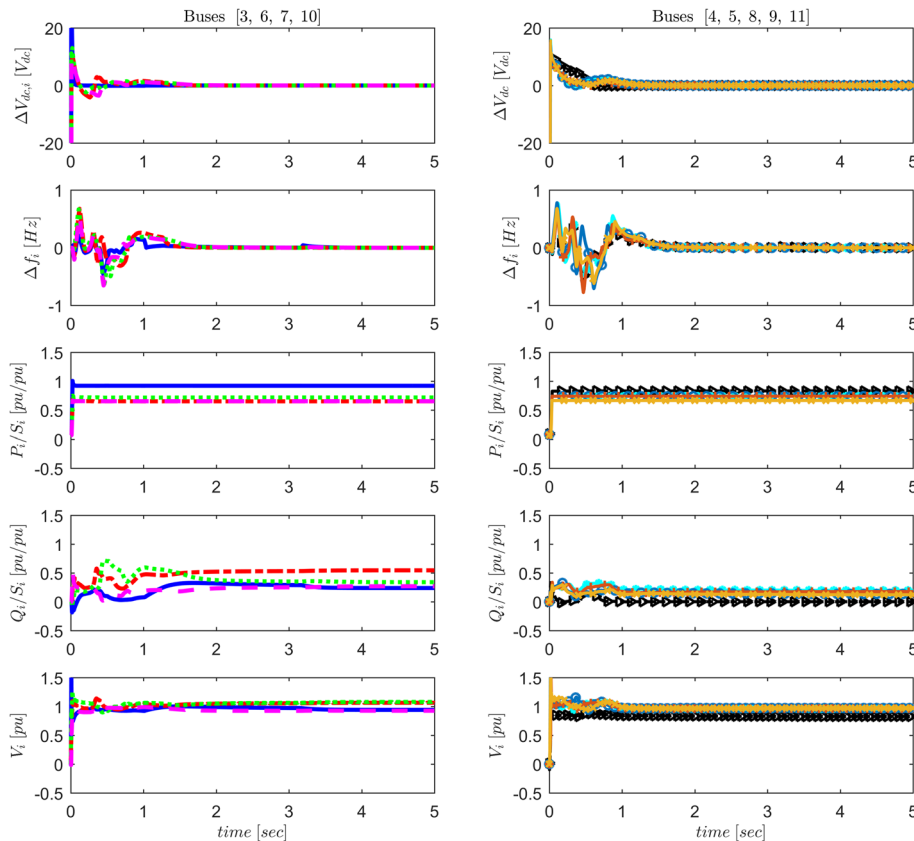 Buses [3, 6, 7, 10]
ΔV_{dc,i} [V_{dc}]
20
0
-20
0 1 2 3 4 5
Δf_i [Hz]
1
0
-1
0 1 2 3 4 5
P_i/S_i [pu/pu]
1.5
1
0.5
0
-0.5
0 1 2 3 4 5
Q_i/S_i [pu/pu]
1.5
1
0.5
0
-0.5
0 1 2 3 4 5
V_i [pu]
1.5
1
0.5
0
-0.5
0 1 2 3 4 5
time [sec]
Buses [4, 5, 8, 9, 11]
ΔV_{dc} [V_{dc}]
20
0
-20
0 1 2 3 4 5
Δf_i [Hz]
1
0
-1
0 1 2 3 4 5
P_i/S_i [pu/pu]
1.5
1
0.5
0
-0.5
0 1 2 3 4 5
Q_i/S_i [pu/pu]
1.5
1
0.5
0
-0.5
0 1 2 3 4 5
V_i [pu]
1.5
1
0.5
0
-0.5
0 1 2 3 4 5
time [sec]